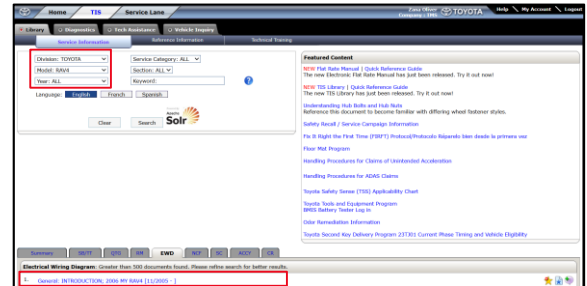 Home TIS Service Lane
Zana Oliver TOYOTA Help My Account Logout
Company : TMS
Library Diagnostics Tech Assistance Vehicle Inquiry
Service Information Reference Information Technical Training
Division: TOYOTA Service Category: ALL
Model: RAV4 Section: ALL
Year: ALL Keyword:
Language: English French Spanish
Clear Search Apache Solr
Featured Content
NEW Flat Rate Manual | Quick Reference Guide
The new Electronic Flat Rate Manual has just been released. Try it out now!
NEW TIS Library | Quick Reference Guide
The new TIS Library has just been released. Try it out now!
Understanding Hub Bolts and Hub Nuts
Reference this document to become familiar with differing wheel fastener styles.
Safety Recall / Service Campaign Information
Fix It Right the First Time (FIRFT) Protocol/Protocolo Réparelo bien desde la primera vez
Floor Mat Program
Handling Procedures for Claims of Unintended Acceleration
Handling Procedures for ADAS Claims
Toyota Safety Sense (TSS) Applicability Chart
Toyota Tools and Equipment Program
BMIS Battery Tester Log in
Odor Remediation Information
Toyota Second Key Delivery Program 23TJ01 Current Phase Timing and Vehicle Eligibility
Summary SB/TT QTG RM EWD NCF SC ACCY CR
Electrical Wiring Diagram: Greater than 500 documents found. Please refine search for better results.
1. General: INTRODUCTION; 2006 MY RAV4 [11/2005 - ]